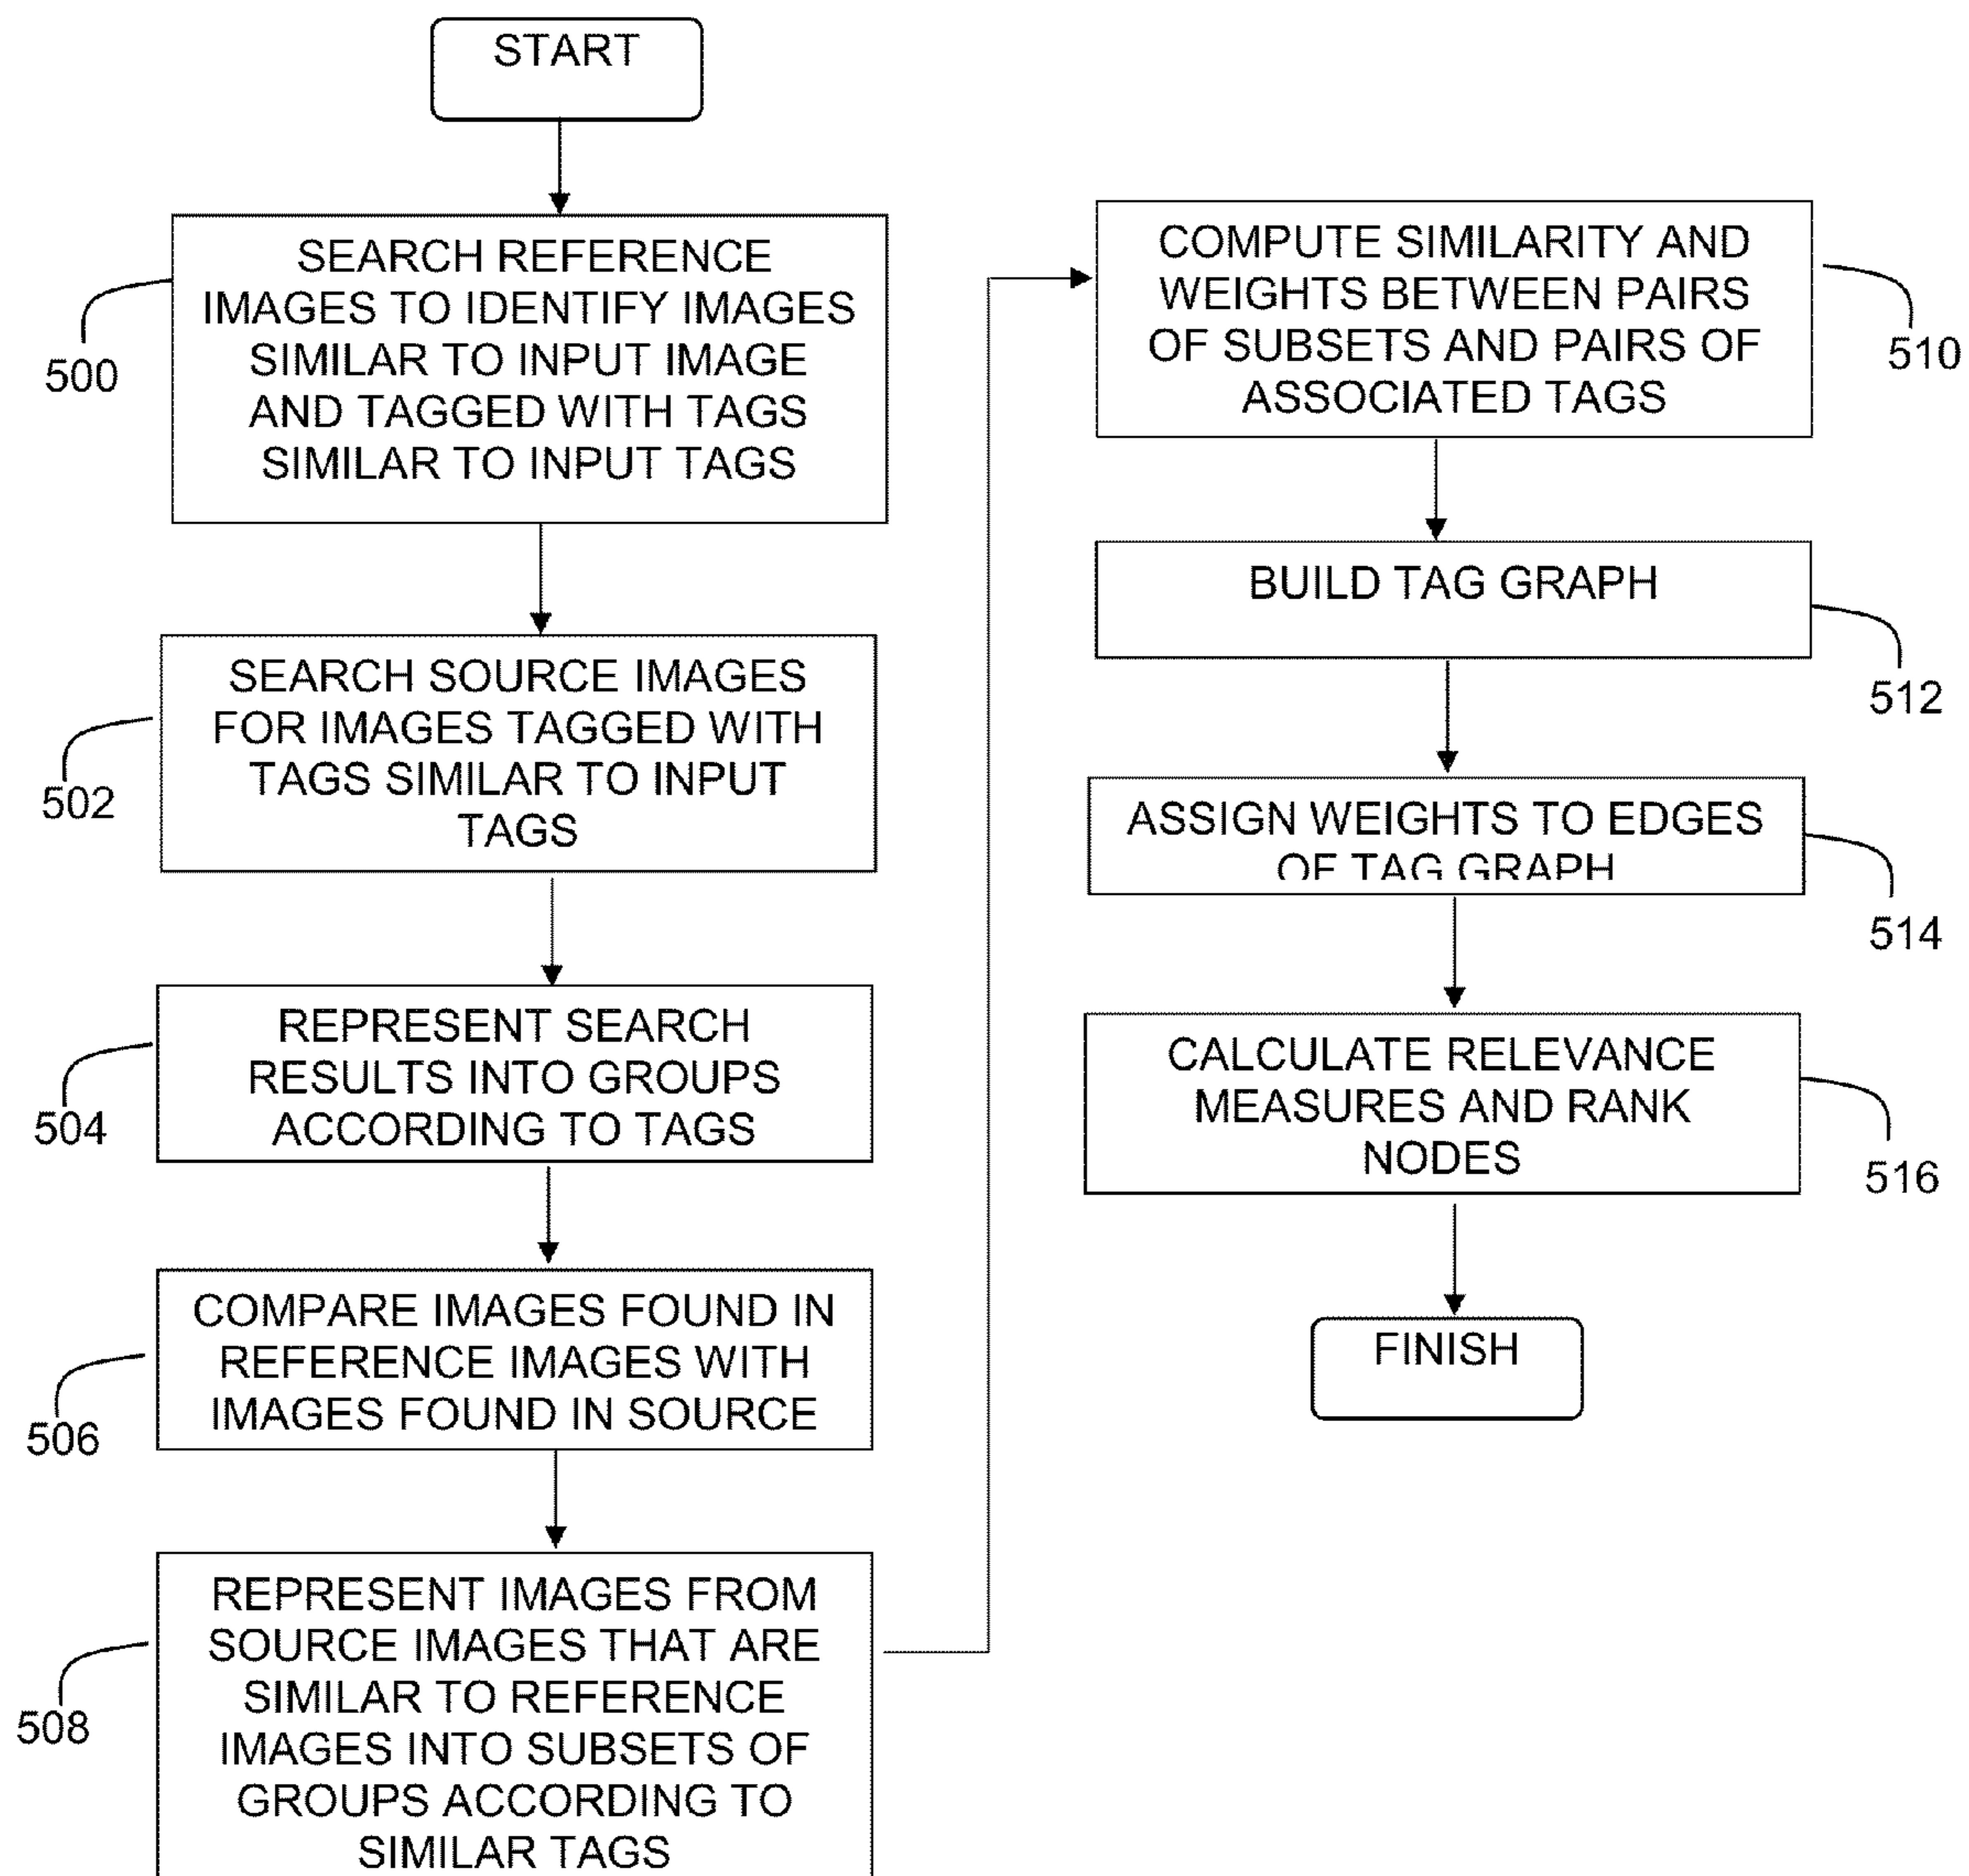 START
SEARCH REFERENCE
IMAGES TO IDENTIFY IMAGES
SIMILAR TO INPUT IMAGE
AND TAGGED WITH TAGS
SIMILAR TO INPUT TAGS
500
SEARCH SOURCE IMAGES
FOR IMAGES TAGGED WITH
TAGS SIMILAR TO INPUT
TAGS
502
REPRESENT SEARCH
RESULTS INTO GROUPS
ACCORDING TO TAGS
504
COMPARE IMAGES FOUND IN
REFERENCE IMAGES WITH
IMAGES FOUND IN SOURCE
506
REPRESENT IMAGES FROM
SOURCE IMAGES THAT ARE
SIMILAR TO REFERENCE
IMAGES INTO SUBSETS OF
GROUPS ACCORDING TO
SIMILAR TAGS
508
COMPUTE SIMILARITY AND
WEIGHTS BETWEEN PAIRS
OF SUBSETS AND PAIRS OF
ASSOCIATED TAGS
510
BUILD TAG GRAPH
512
ASSIGN WEIGHTS TO EDGES
OF TAG GRAPH
514
CALCULATE RELEVANCE
MEASURES AND RANK
NODES
516
FINISH